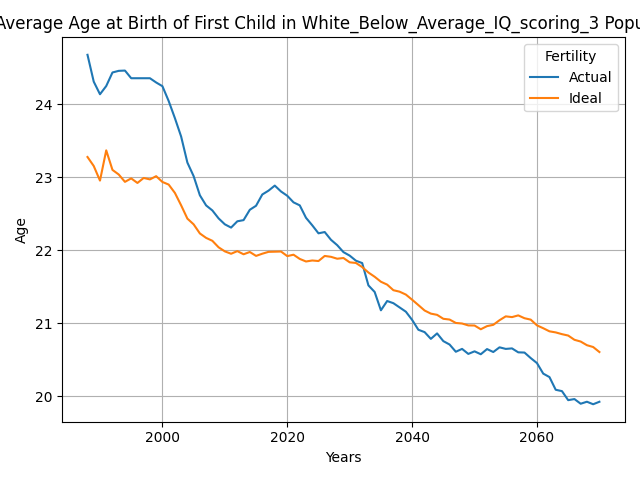 Average Age at Birth of First Child in White_Below_Average_IQ_scoring_3 Popu
Fertility
Actual
Ideal
24
23
22
21
20
Age
2000 2020 2040 2060
Years